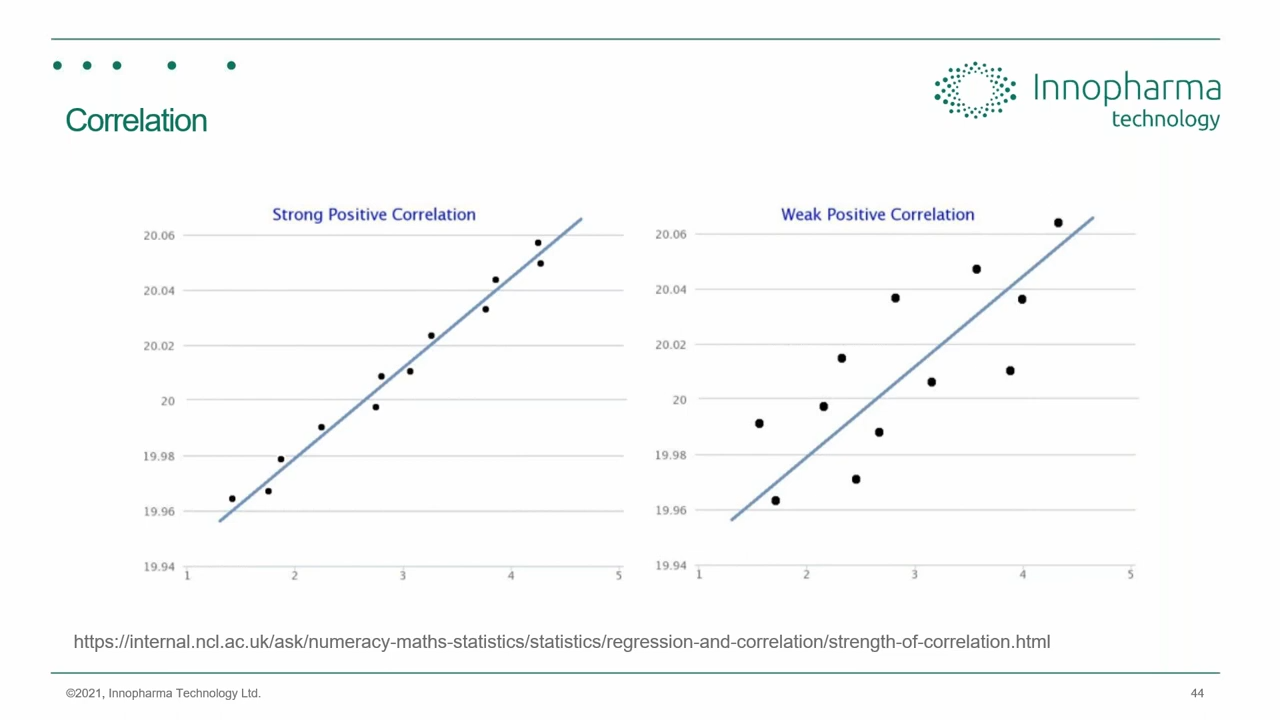 Innopharma
technology
Correlation
Strong Positive Correlation
20.06
20.04
20.02
20
19.98
19.96
19.94
1 2 3 4 5
Weak Positive Correlation
20.06
20.04
20.02
20
19.98
19.96
19.94
1 2 3 4 5
https://internal.ncl.ac.uk/ask/numeracy-maths-statistics/statistics/regression-and-correlation/strength-of-correlation.html
©2021, Innopharma Technology Ltd.
44